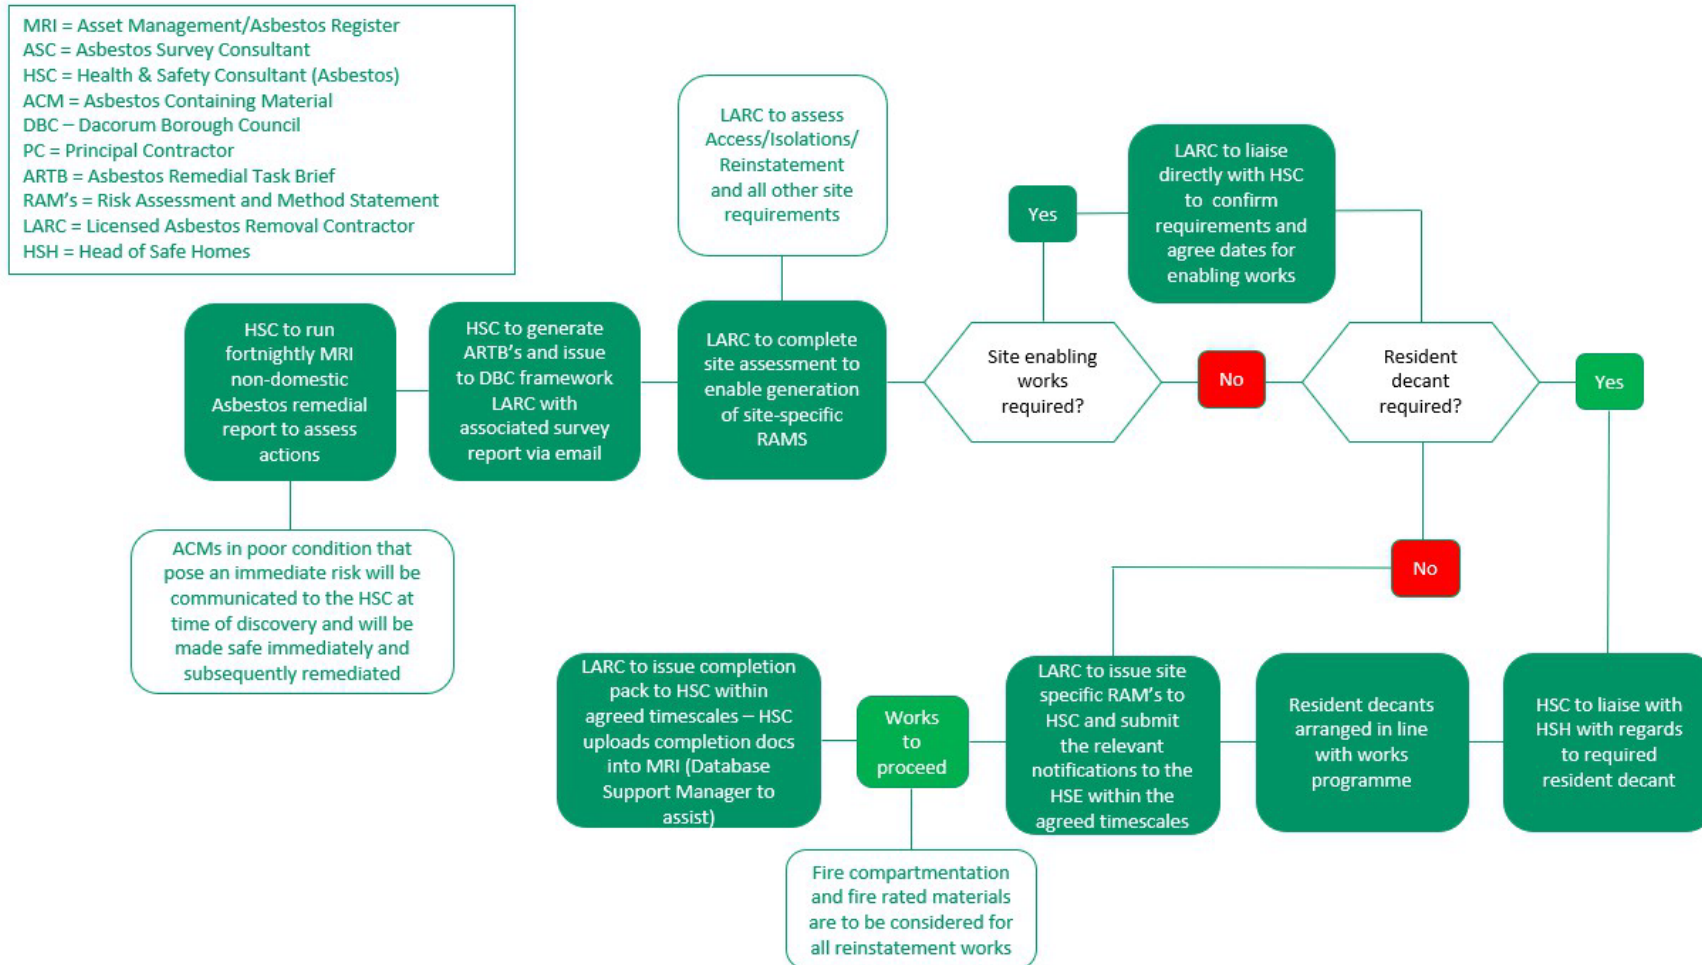 MRI = Asset Management/Asbestos Register
ASC = Asbestos Survey Consultant
HSC = Health & Safety Consultant (Asbestos)
ACM = Asbestos Containing Material
DBC – Dacorum Borough Council
PC = Principal Contractor
ARTB = Asbestos Remedial Task Brief
RAM's = Risk Assessment and Method Statement
LARC = Licensed Asbestos Removal Contractor
HSH = Head of Safe Homes
LARC to assess
Access/Isolations/
Reinstatement
and all other site
requirements
HSC to run
fortnightly MRI
non-domestic
Asbestos remedial
report to assess
actions
HSC to generate
ARTB's and issue
to DBC framework
LARC with
associated survey
report via email
LARC to complete
site assessment to
enable generation
of site-specific
RAMS
Site enabling
works
required?
Yes
LARC to liaise
directly with HSC
to confirm
requirements and
agree dates for
enabling works
No
Resident
decant
required?
Yes
No
ACMs in poor condition that
pose an immediate risk will be
communicated to the HSC at
time of discovery and will be
made safe immediately and
subsequently remediated
LARC to issue completion
pack to HSC within
agreed timescales – HSC
uploads completion docs
into MRI (Database
Support Manager to
assist)
Works
to
proceed
LARC to issue site
specific RAM's to
HSC and submit
the relevant
notifications to the
HSE within the
agreed timescales
Resident decants
arranged in line
with works
programme
HSC to liaise with
HSH with regards
to required
resident decant
Fire compartmentation
and fire rated materials
are to be considered for
all reinstatement works